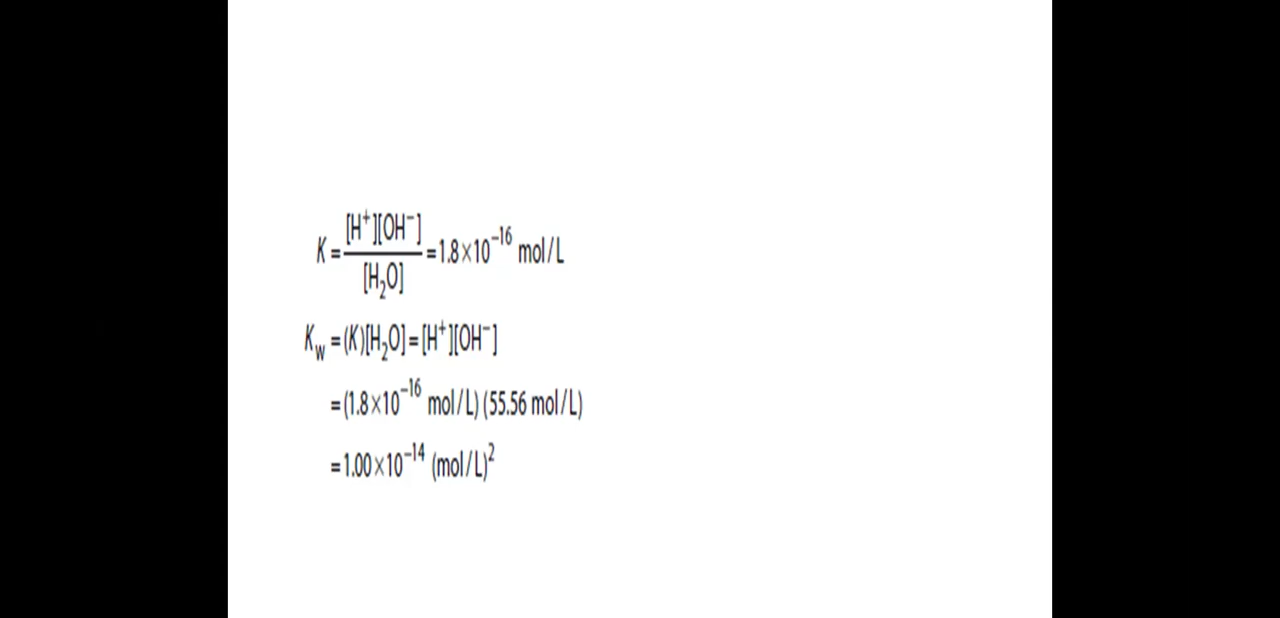 K = [H⁺][OH⁻] / [H₂O] = 1.8 × 10⁻¹⁶ mol/L
K_w = (K)[H₂O] = [H⁺][OH⁻]
= (1.8 × 10⁻¹⁶ mol/L) (55.56 mol/L)
= 1.00 × 10⁻¹⁴ (mol/L)²